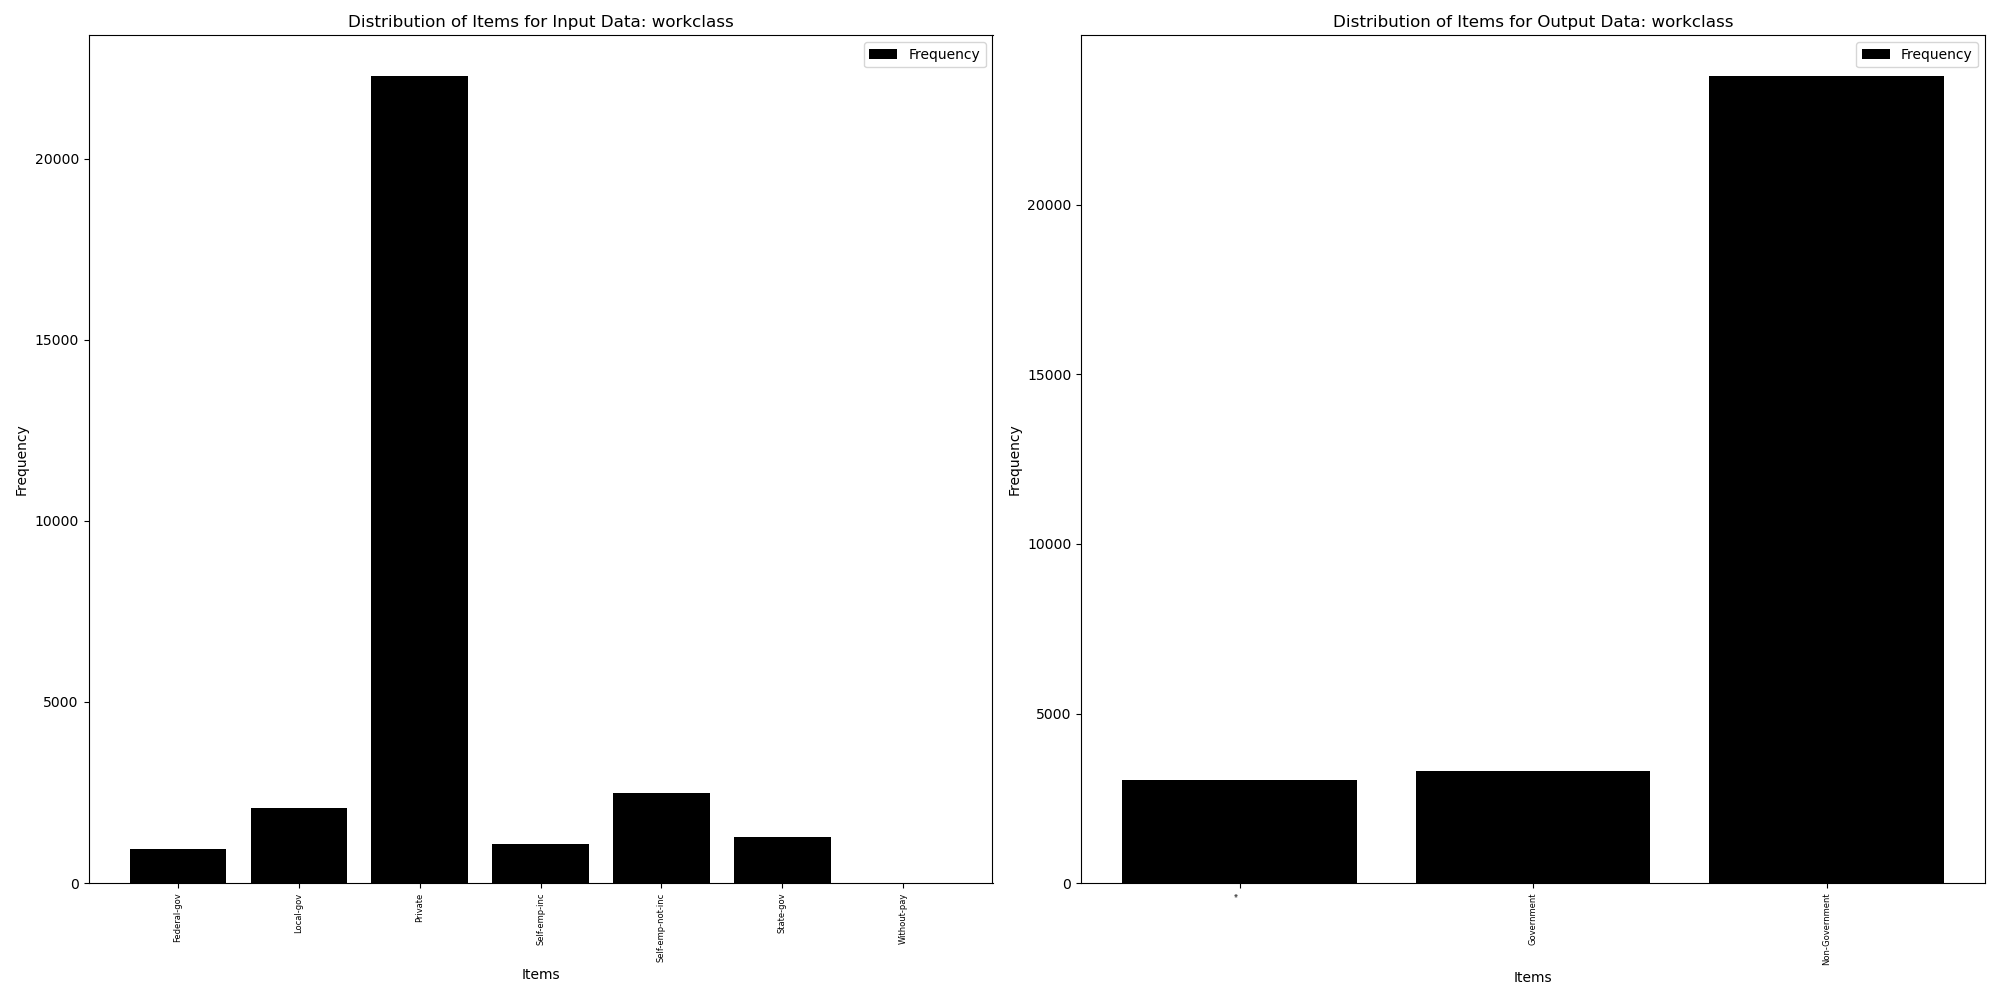 Distribution of Items for Input Data: workclass
Frequency
20000
15000
10000
5000
0
Frequency
Federal-gov
Local-gov
Private
Self-emp-inc
Self-emp-not-inc
State-gov
Without-pay
Items
Distribution of Items for Output Data: workclass
Frequency
20000
15000
10000
5000
0
Frequency
*
Government
Non-Government
Items